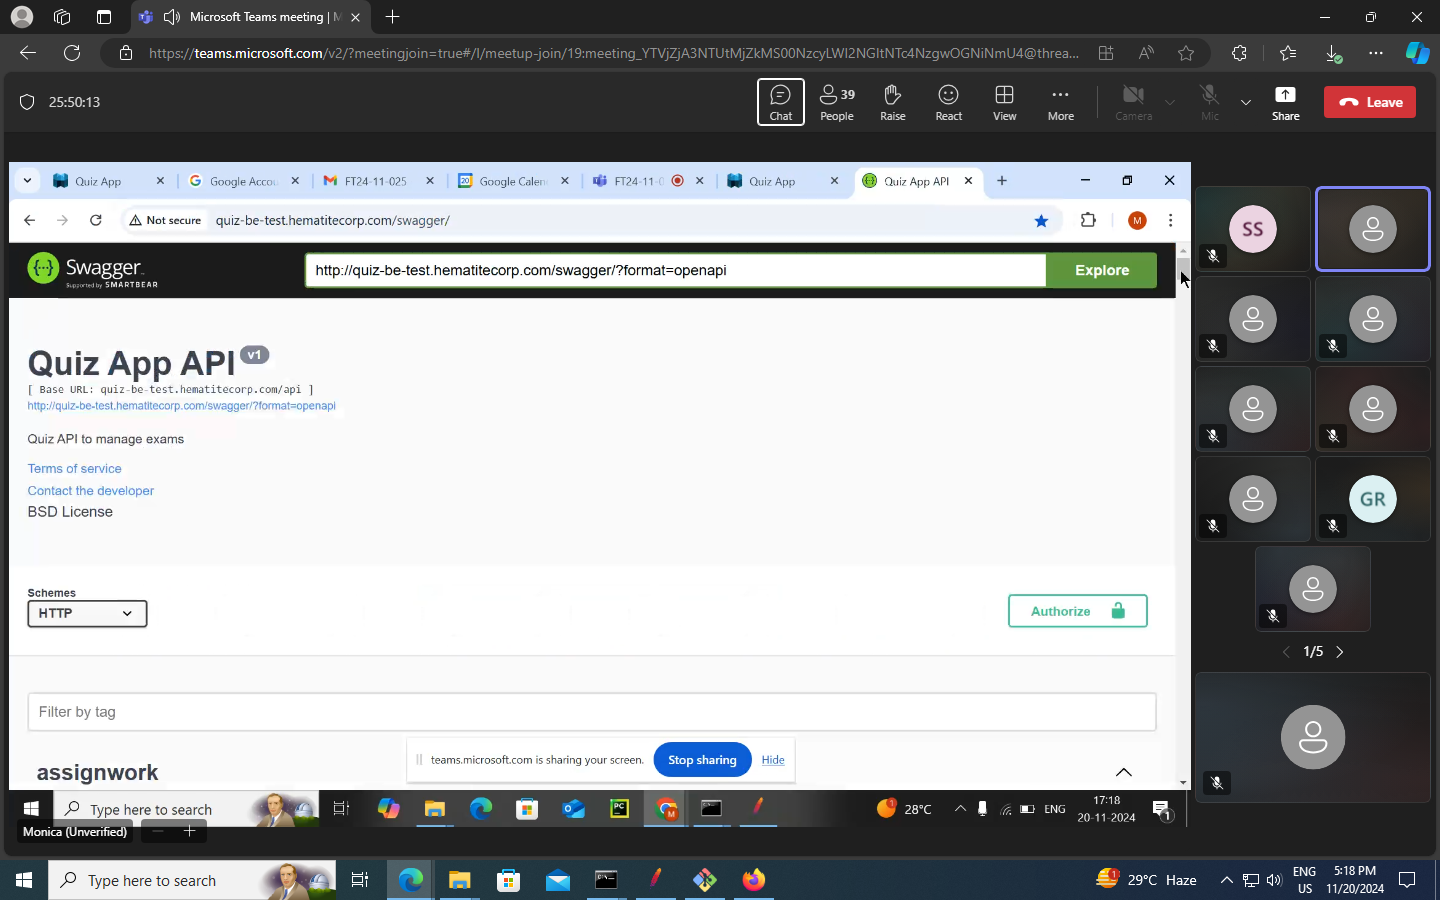 Microsoft Teams meeting | M
https://teams.microsoft.com/v2/?meetingjoin=true#/l/meetup-join/19:meeting_YTVjZjA3NTUtMjZkMS00NzcyLWI2NGItNTc4NzgwOGNiNmU4@threa...
25:50:13
Chat
39
People
Raise
React
View
More
Camera
Mic
Share
Leave
Quiz App
Google Accou
FT24-11-025
Google Calen
FT24-11-0
Quiz App
Quiz App API
Not secure
quiz-be-test.hematitecorp.com/swagger/
M
Swagger
Supported by SMARTBEAR
http://quiz-be-test.hematitecorp.com/swagger/?format=openapi
Explore
Quiz App API v1
[ Base URL: quiz-be-test.hematitecorp.com/api ]
http://quiz-be-test.hematitecorp.com/swagger/?format=openapi
Quiz API to manage exams
Terms of service
Contact the developer
BSD License
Schemes
HTTP
Authorize
Filter by tag
assignwork
teams.microsoft.com is sharing your screen.
Stop sharing
Hide
SS
GR
1/5
Type here to search
PC
M
28°C
ENG
17:18
20-11-2024
1
Monica (Unverified)
Type here to search
29°C Haze
ENG
US
5:18 PM
11/20/2024